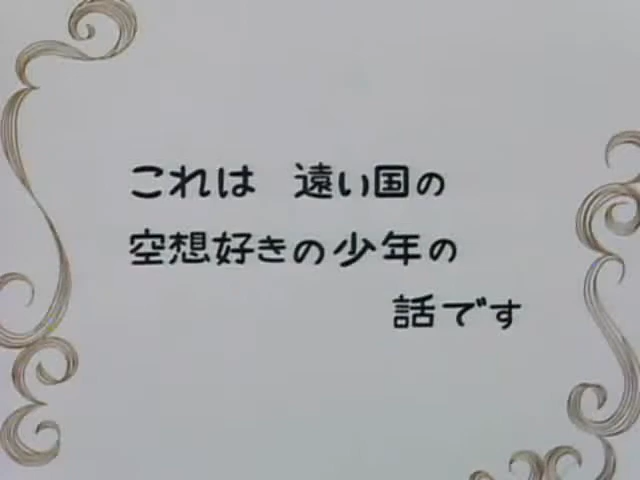 これは　遠い国の
空想好きの少年の
話です